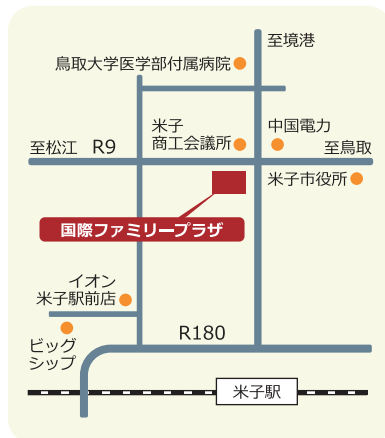 至境港
鳥取大学医学部付属病院
米子
商工会議所
中国電力
至松江 R9
至鳥取
米子市役所
国際ファミリープラザ
イオン
米子駅前店
R180
ビッグ
シップ
米子駅